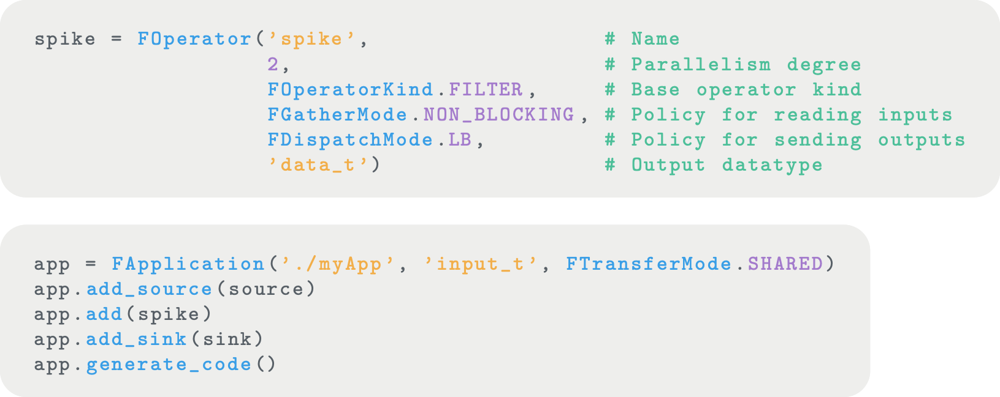 spike = FOperator('spike', # Name
2, # Parallelism degree
FOperatorKind.FILTER, # Base operator kind
FGatherMode.NON_BLOCKING, # Policy for reading inputs
FDispatchMode.LB, # Policy for sending outputs
'data_t') # Output datatype
app = FApplication('./myApp', 'input_t', FTransferMode.SHARED)
app.add_source(source)
app.add(spike)
app.add_sink(sink)
app.generate_code()